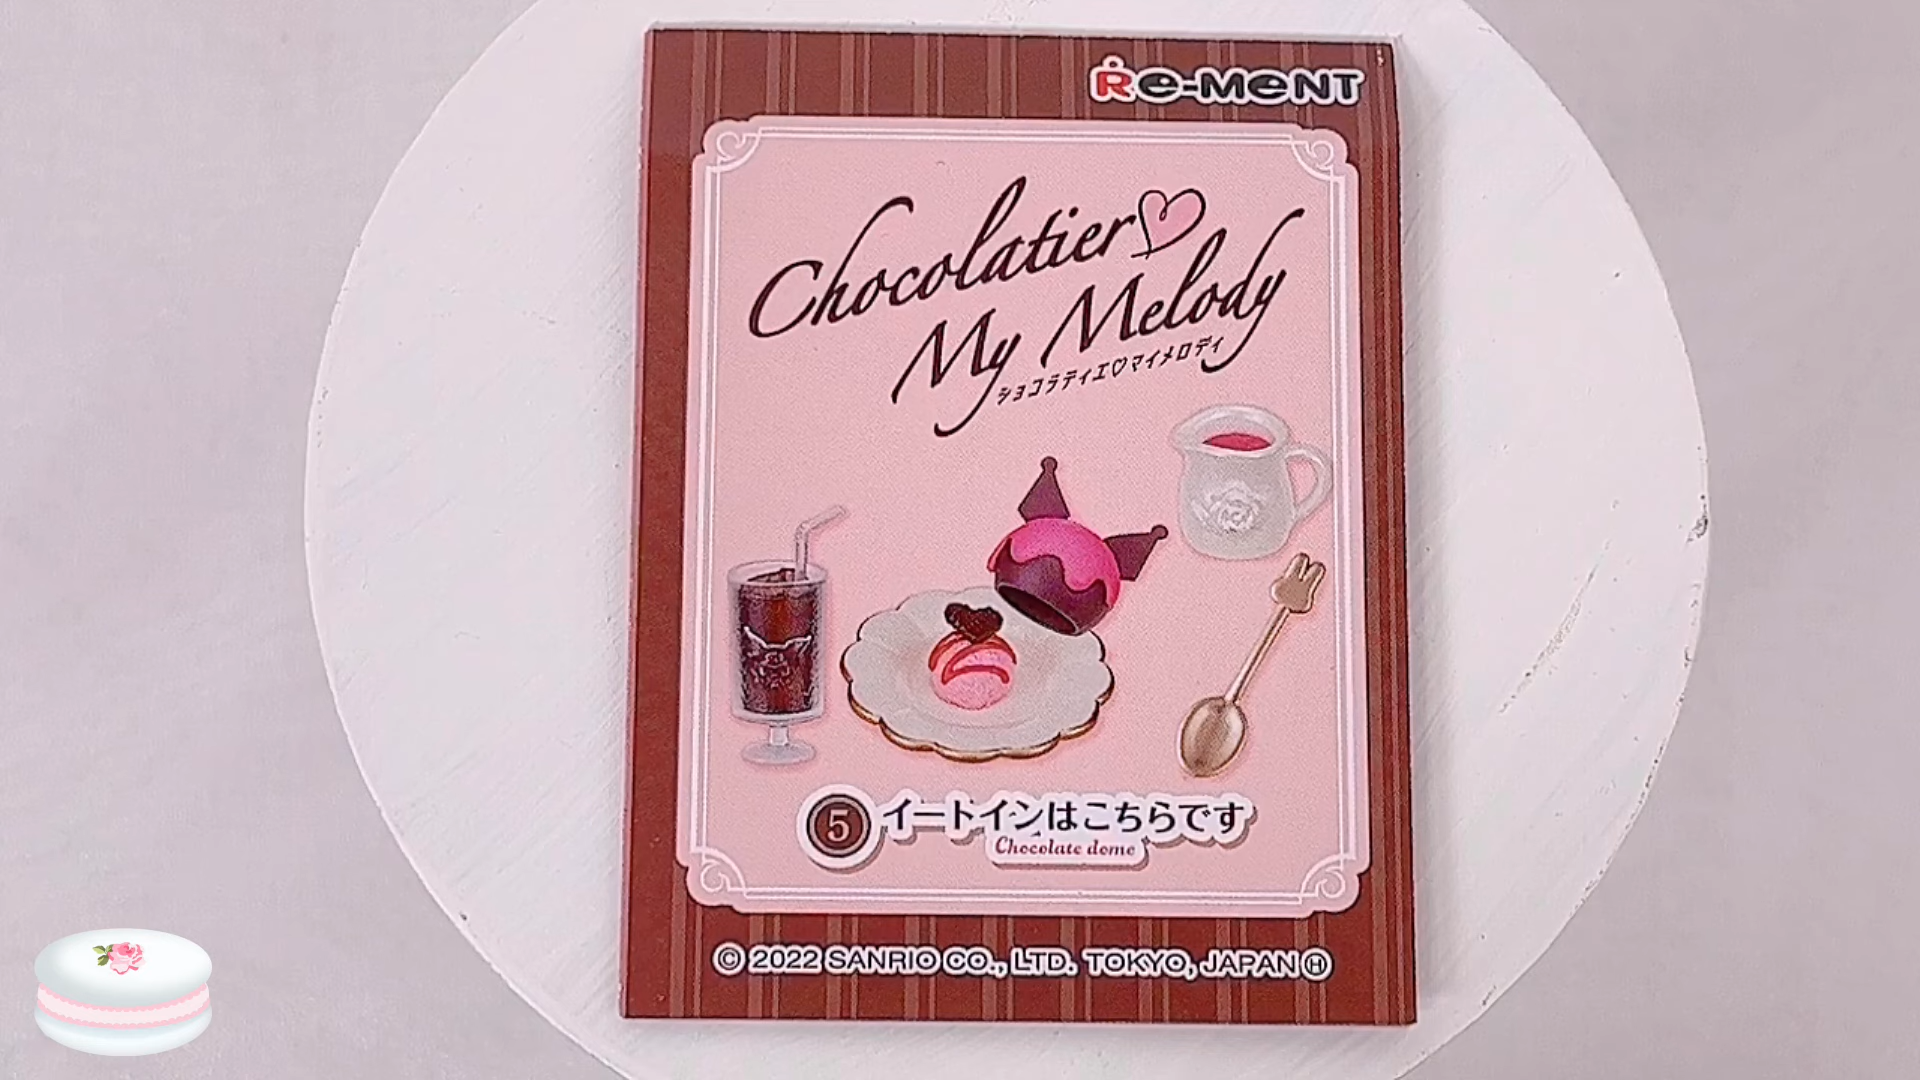 Re-MeNT
Chocolatier♡
My Melody
ショコラティエ♡マイメロディ
5 イートインはこちらです
Chocolate dome
© 2022 SANRIO CO., LTD. TOKYO, JAPAN Ⓗ